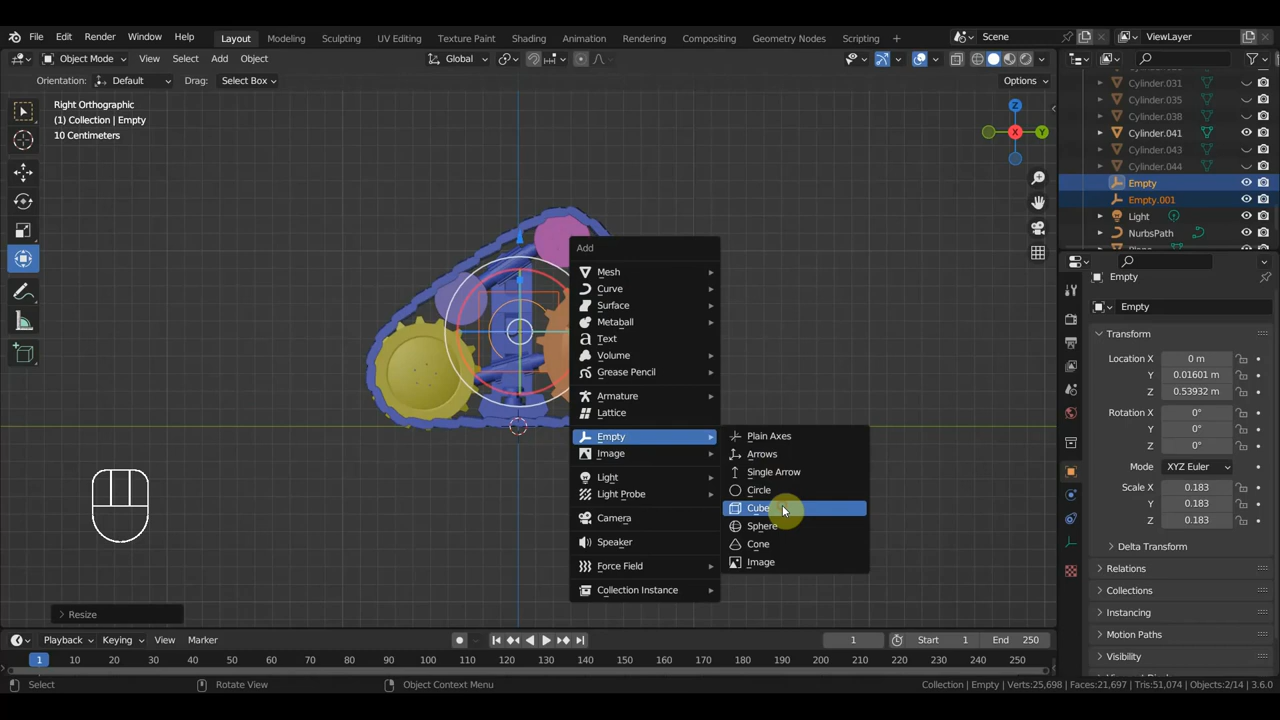 File Edit Render Window Help Layout Modeling Sculpting UV Editing Texture Paint Shading Animation Rendering Compositing Geometry Nodes Scripting + Scene ViewLayer
Object Mode View Select Add Object Global
Orientation: Default Drag: Select Box Options
Right Orthographic
(1) Collection | Empty
10 Centimeters
Z
X
Y
Cylinder.031
Cylinder.035
Cylinder.038
Cylinder.041
Cylinder.043
Cylinder.044
Empty
Empty.001
Light
NurbsPath
Add
Mesh
Curve
Surface
Metaball
Text
Volume
Grease Pencil
Armature
Lattice
Empty
Image
Light
Light Probe
Camera
Speaker
Force Field
Collection Instance
Plain Axes
Arrows
Single Arrow
Circle
Cube
Sphere
Cone
Image
Empty
Empty
Transform
Location X 0 m
Y 0.01601 m
Z 0.53932 m
Rotation X 0°
Y 0°
Z 0°
Mode XYZ Euler
Scale X 0.183
Y 0.183
Z 0.183
Delta Transform
Relations
Collections
Instancing
Motion Paths
Visibility
Resize
Playback Keying View Marker 1 Start 1 End 250
1 10 20 30 40 50 60 70 80 90 100 110 120 130 140 150 160 170 180 190 200 210 220 230 240 250
Select Rotate View Object Context Menu Collection | Empty | Verts:25,698 | Faces:21,697 | Tris:51,074 | Objects:2/14 | 3.6.0